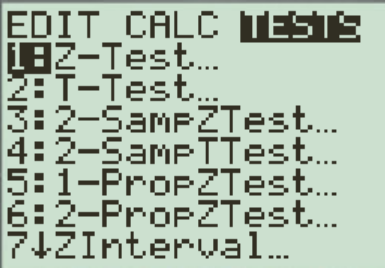 EDIT CALC TESTS
1:Z-Test…
2:T-Test…
3:2-SampZTest…
4:2-SampTTest…
5:1-PropZTest…
6:2-PropZTest…
7↓ZInterval…